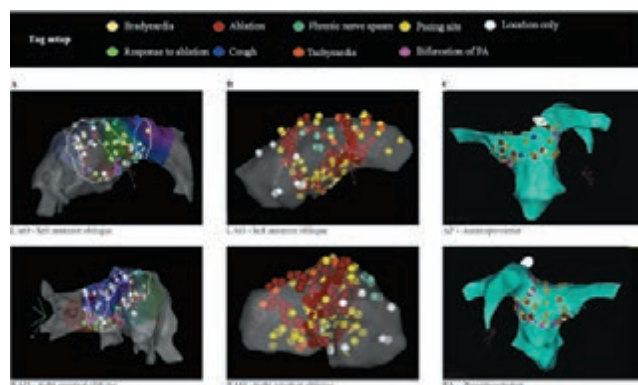 Bradycardia Ablation Phrenic nerve spasm Pacing site Location only
Tag setup
Response to ablation Cough Tachycardia Bifurcation of PA
A B C
LAO - left anterior oblique LAO - left anterior oblique AP - Anteroposterior